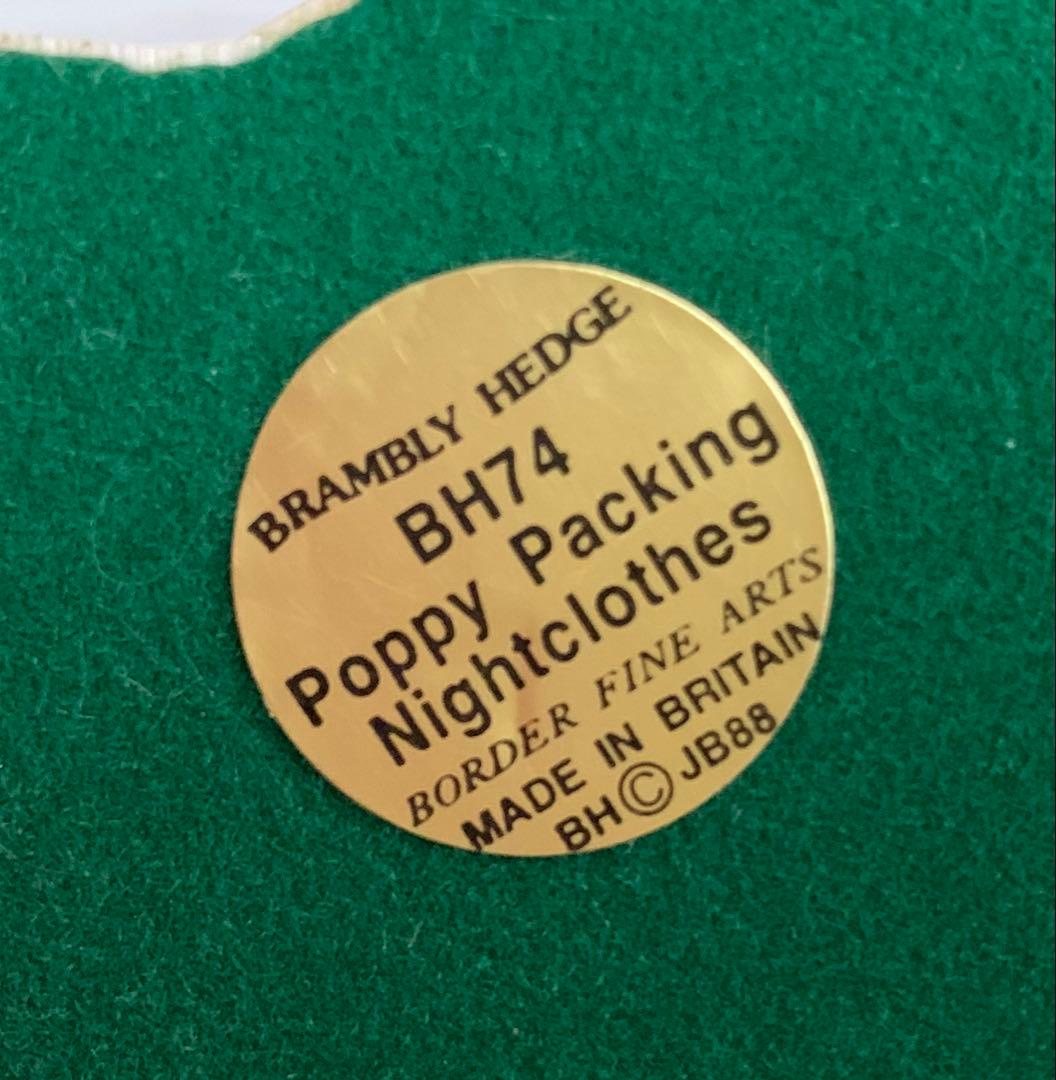 BRAMBLY HEDGE
BH74
Poppy Packing
Nightclothes
BORDER FINE ARTS
MADE IN BRITAIN
BH©JB88